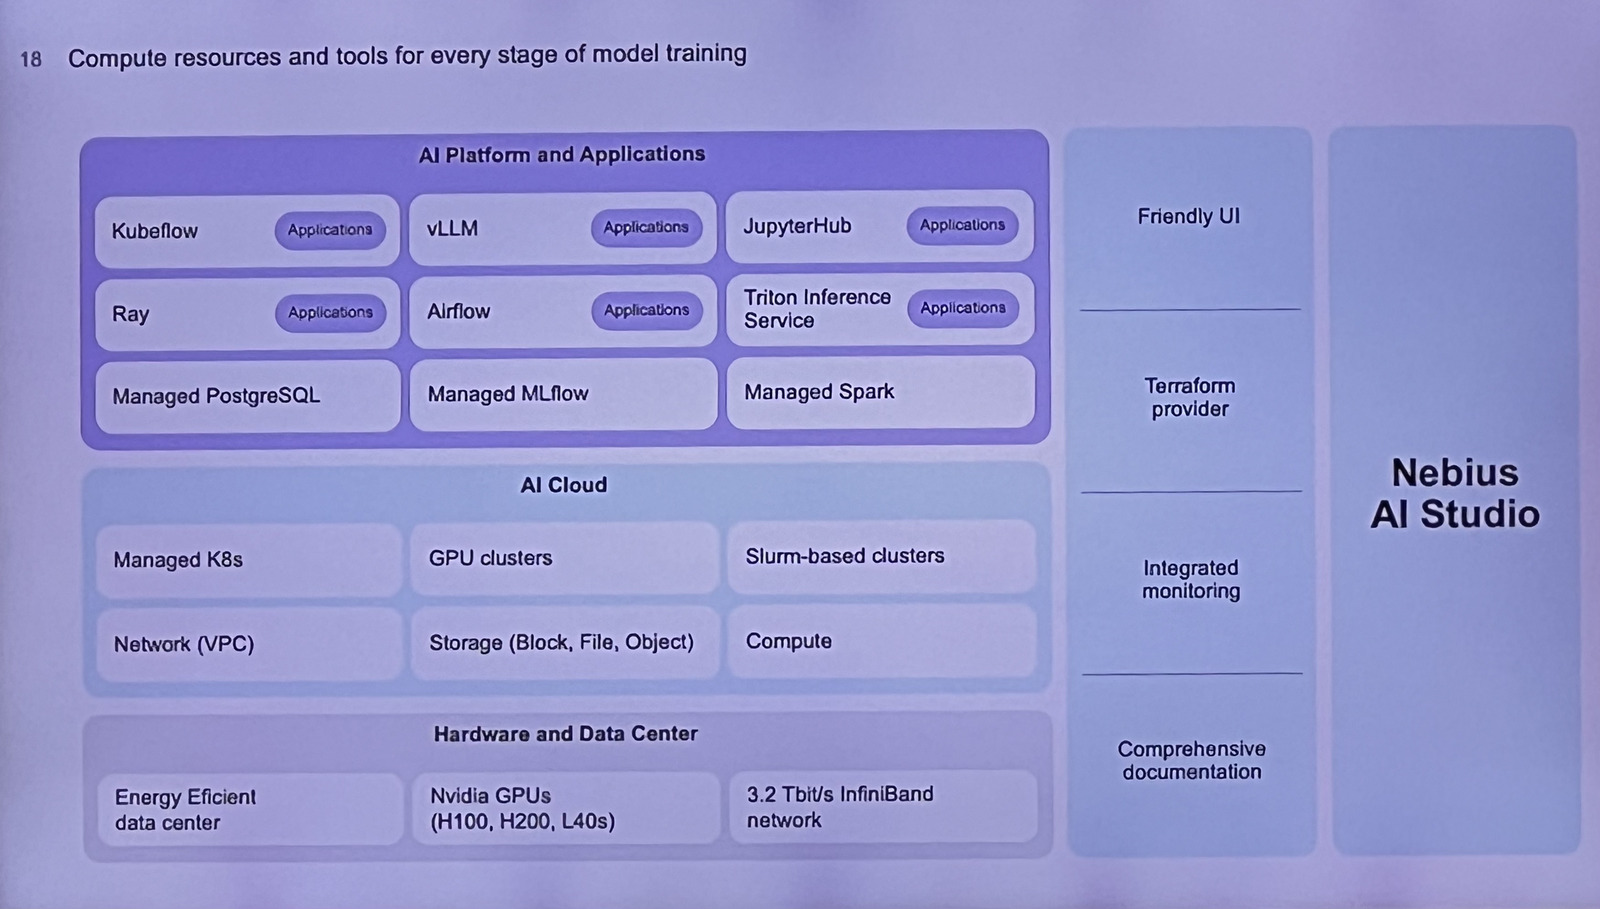 18 Compute resources and tools for every stage of model training
AI Platform and Applications
Kubeflow Applications
vLLM Applications
JupyterHub Applications
Ray Applications
Airflow Applications
Triton Inference
Service
Applications
Managed PostgreSQL
Managed MLflow
Managed Spark
AI Cloud
Managed K8s
GPU clusters
Slurm-based clusters
Network (VPC)
Storage (Block, File, Object)
Compute
Hardware and Data Center
Energy Eficient
data center
Nvidia GPUs
(H100, H200, L40s)
3.2 Tbit/s InfiniBand
network
Friendly UI
Terraform
provider
Integrated
monitoring
Comprehensive
documentation
Nebius
AI Studio